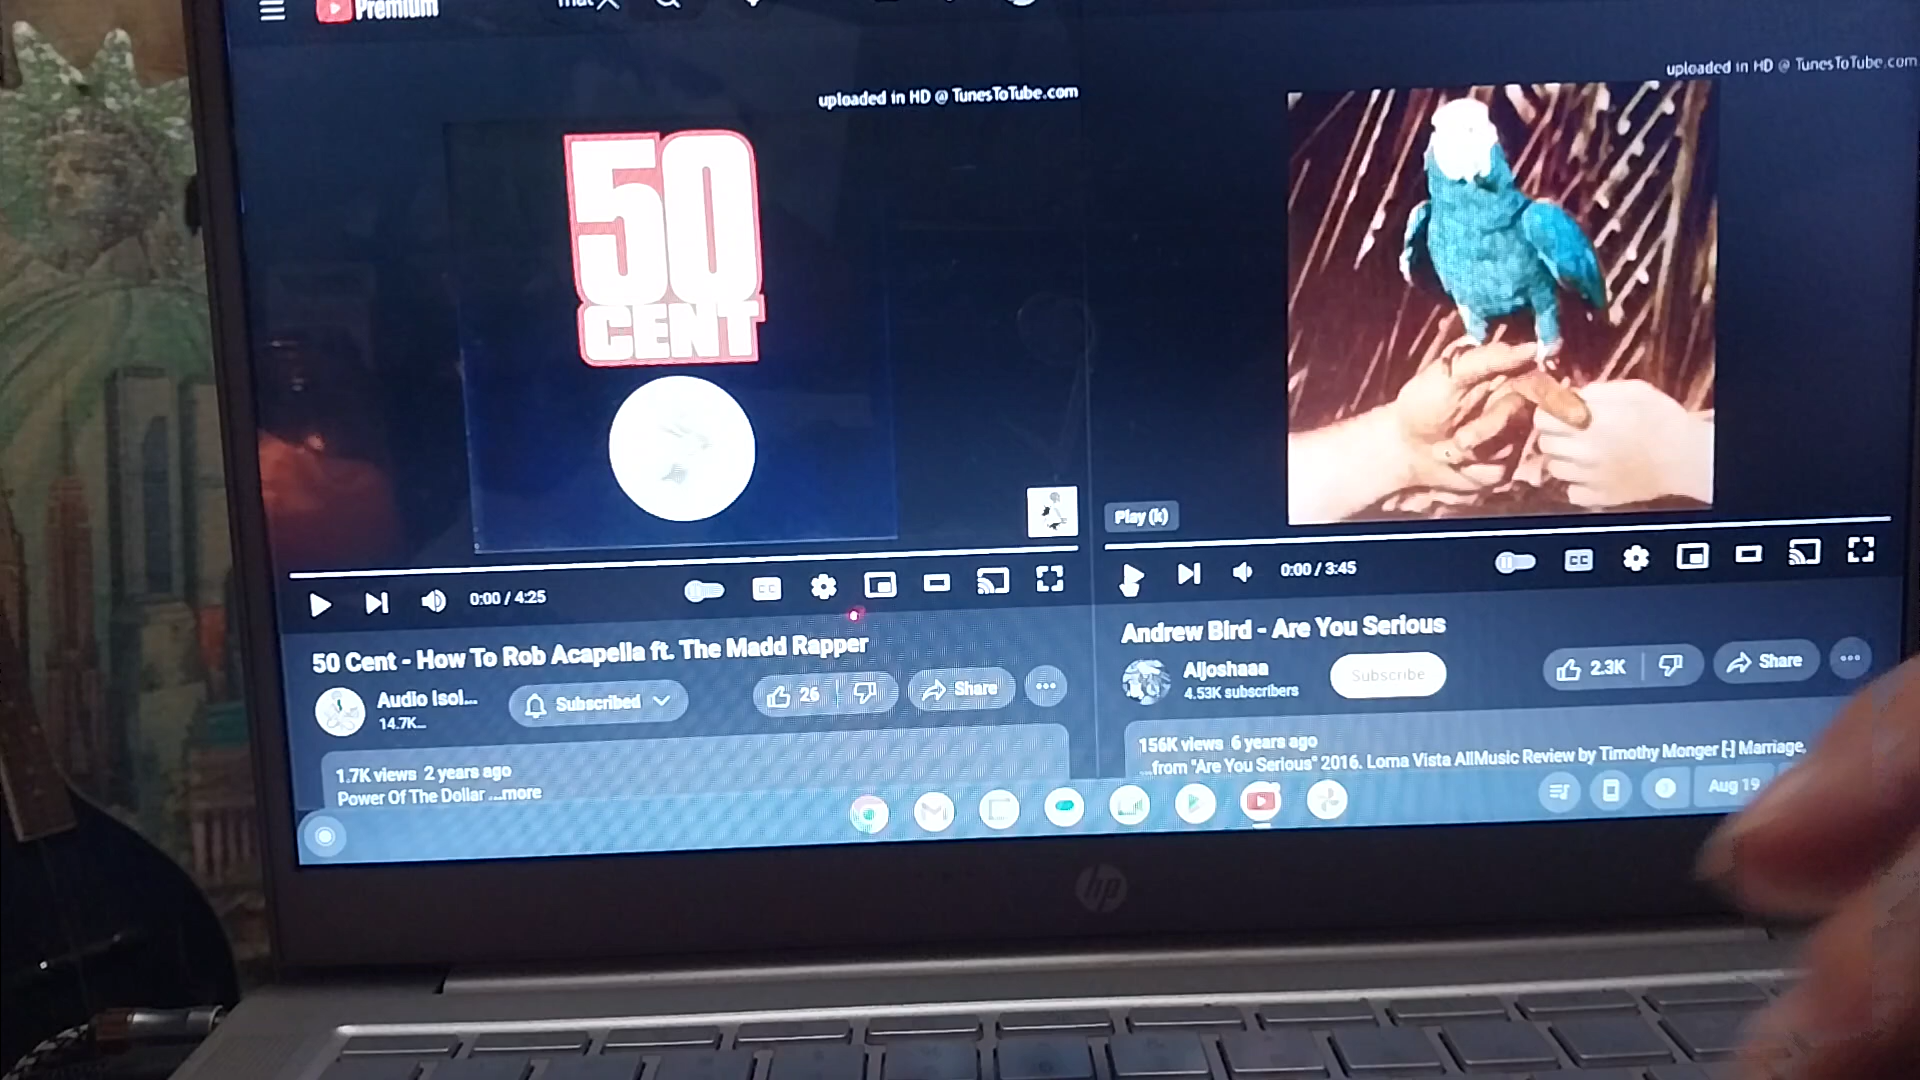 Premium
uploaded in HD @ TunesToTube.com
50
CENT
0:00 / 4:25
CC
50 Cent - How To Rob Acapella ft. The Madd Rapper
Audio Isol...
14.7K...
Subscribed
26
Share
1.7K views 2 years ago
Power Of The Dollar ...more
uploaded in HD @ TunesToTube.com
Play (k)
0:00 / 3:45
CC
Andrew Bird - Are You Serious
Aljoshaaa
4.53K subscribers
Subscribe
2.3K
Share
156K views 6 years ago
...from "Are You Serious" 2016. Loma Vista AllMusic Review by Timothy Monger [-] Marriage,
Aug 19
hp